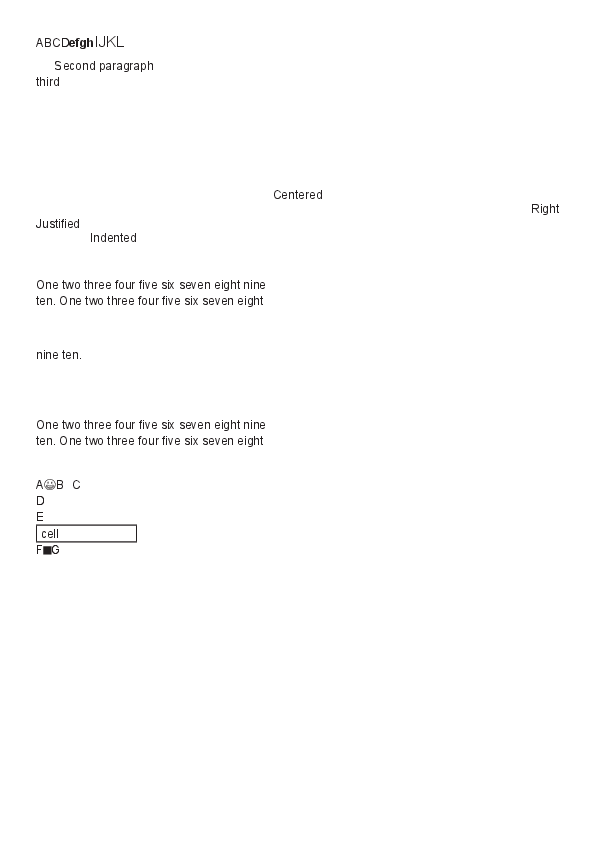 ABCDefghIJKL
Second paragraph
third
Centered
Right
Justified
Indented
One two three four five six seven eight nine
ten. One two three four five six seven eight
nine ten.
One two three four five six seven eight nine
ten. One two three four five six seven eight
A😀B C
D
E
cell
F■G